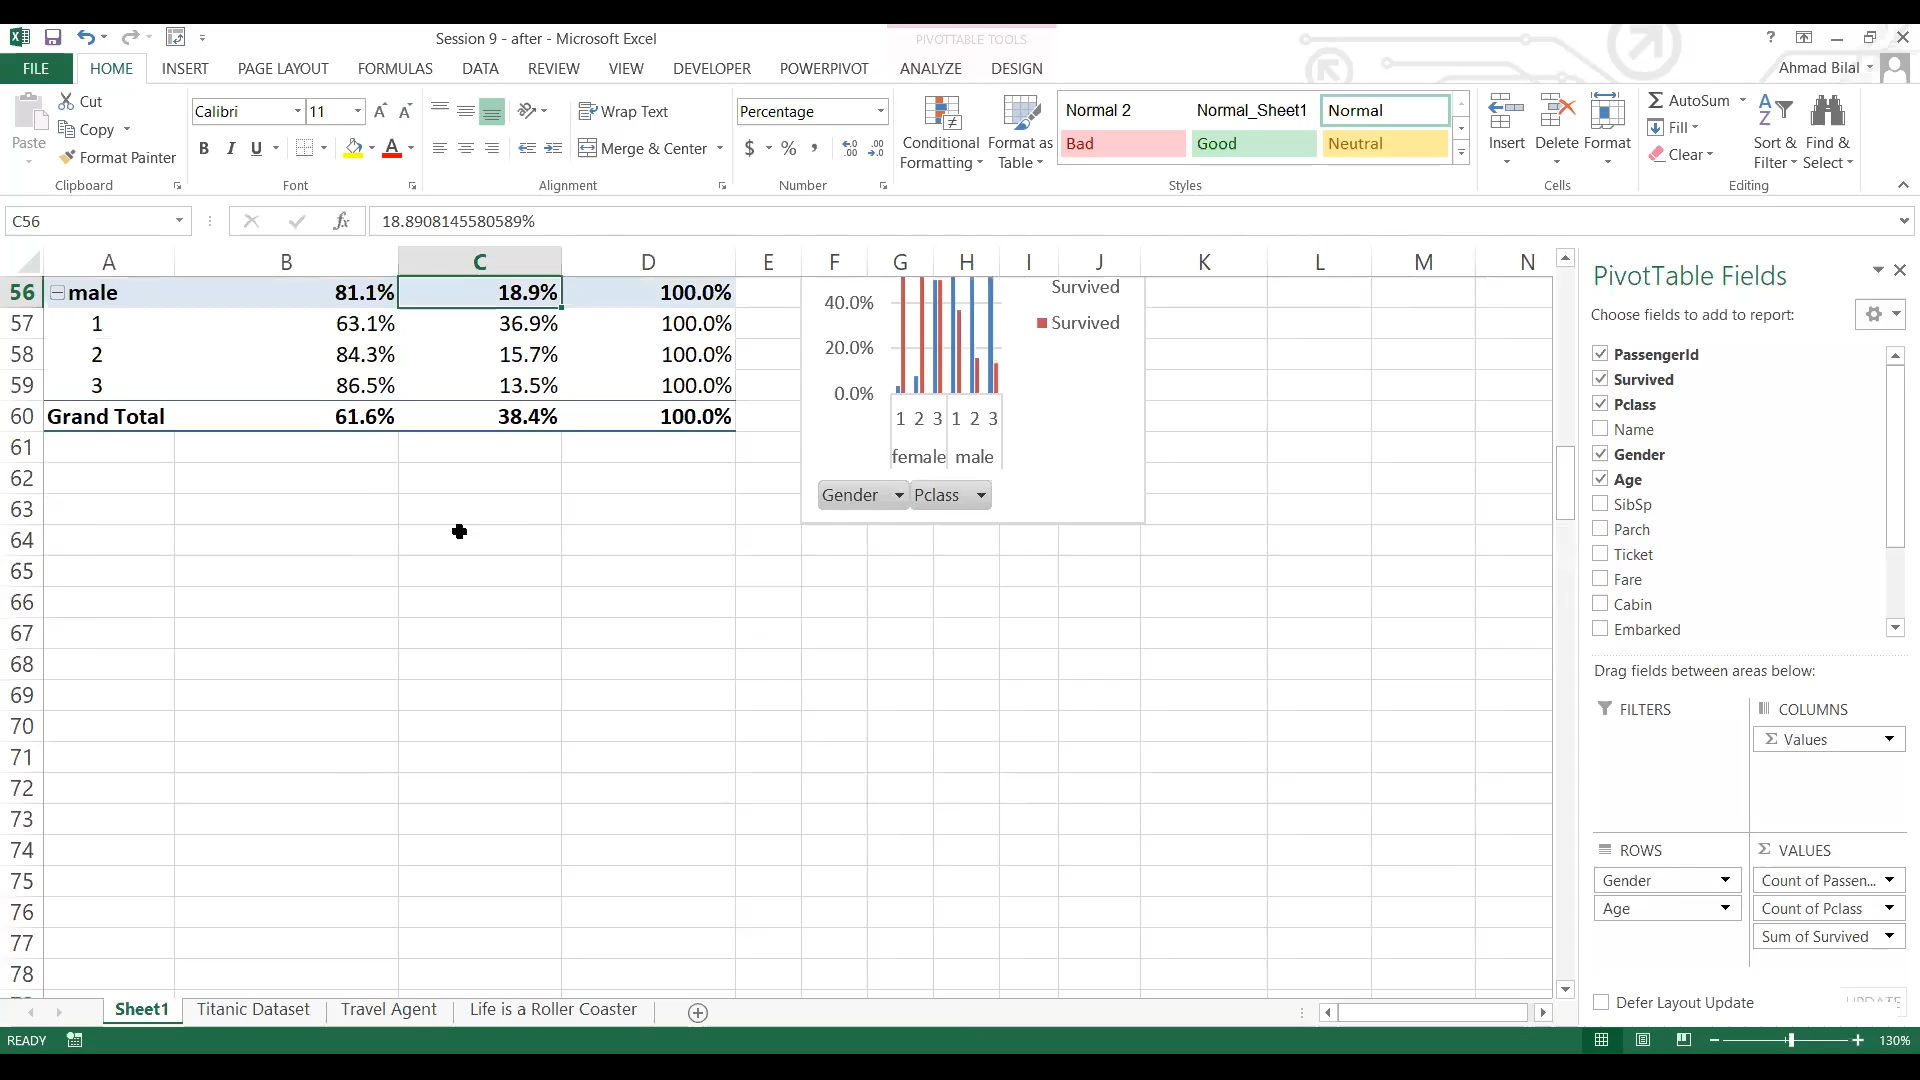 Session 9 - after - Microsoft Excel
PIVOTTABLE TOOLS
?
FILE HOME INSERT PAGE LAYOUT FORMULAS DATA REVIEW VIEW DEVELOPER POWERPIVOT ANALYZE DESIGN
Ahmad Bilal
Paste
Cut
Copy
Format Painter
Clipboard
Calibri 11
B I U
Font
Wrap Text
Merge & Center
Alignment
Percentage
$ % ,
Number
Conditional Formatting
Format as Table
Normal 2 Normal_Sheet1 Normal
Bad Good Neutral
Styles
Insert Delete Format
Cells
AutoSum
Fill
Clear
Sort & Filter
Find & Select
Editing
C56 fx 18.8908145580589%
A B C D E F G H I J K L M N
56 male 81.1% 18.9% 100.0%
57 1 63.1% 36.9% 100.0%
58 2 84.3% 15.7% 100.0%
59 3 86.5% 13.5% 100.0%
60 Grand Total 61.6% 38.4% 100.0%
61
62
63
64
65
66
67
68
69
70
71
72
73
74
75
76
77
78
Survived
Survived
40.0%
20.0%
0.0%
1 2 3 1 2 3
female male
Gender Pclass
PivotTable Fields
Choose fields to add to report:
PassengerId
Survived
Pclass
Name
Gender
Age
SibSp
Parch
Ticket
Fare
Cabin
Embarked
Drag fields between areas below:
FILTERS
COLUMNS
Σ Values
ROWS
Gender
Age
Σ VALUES
Count of Passen...
Count of Pclass
Sum of Survived
Defer Layout Update
Sheet1 Titanic Dataset Travel Agent Life is a Roller Coaster
READY
130%